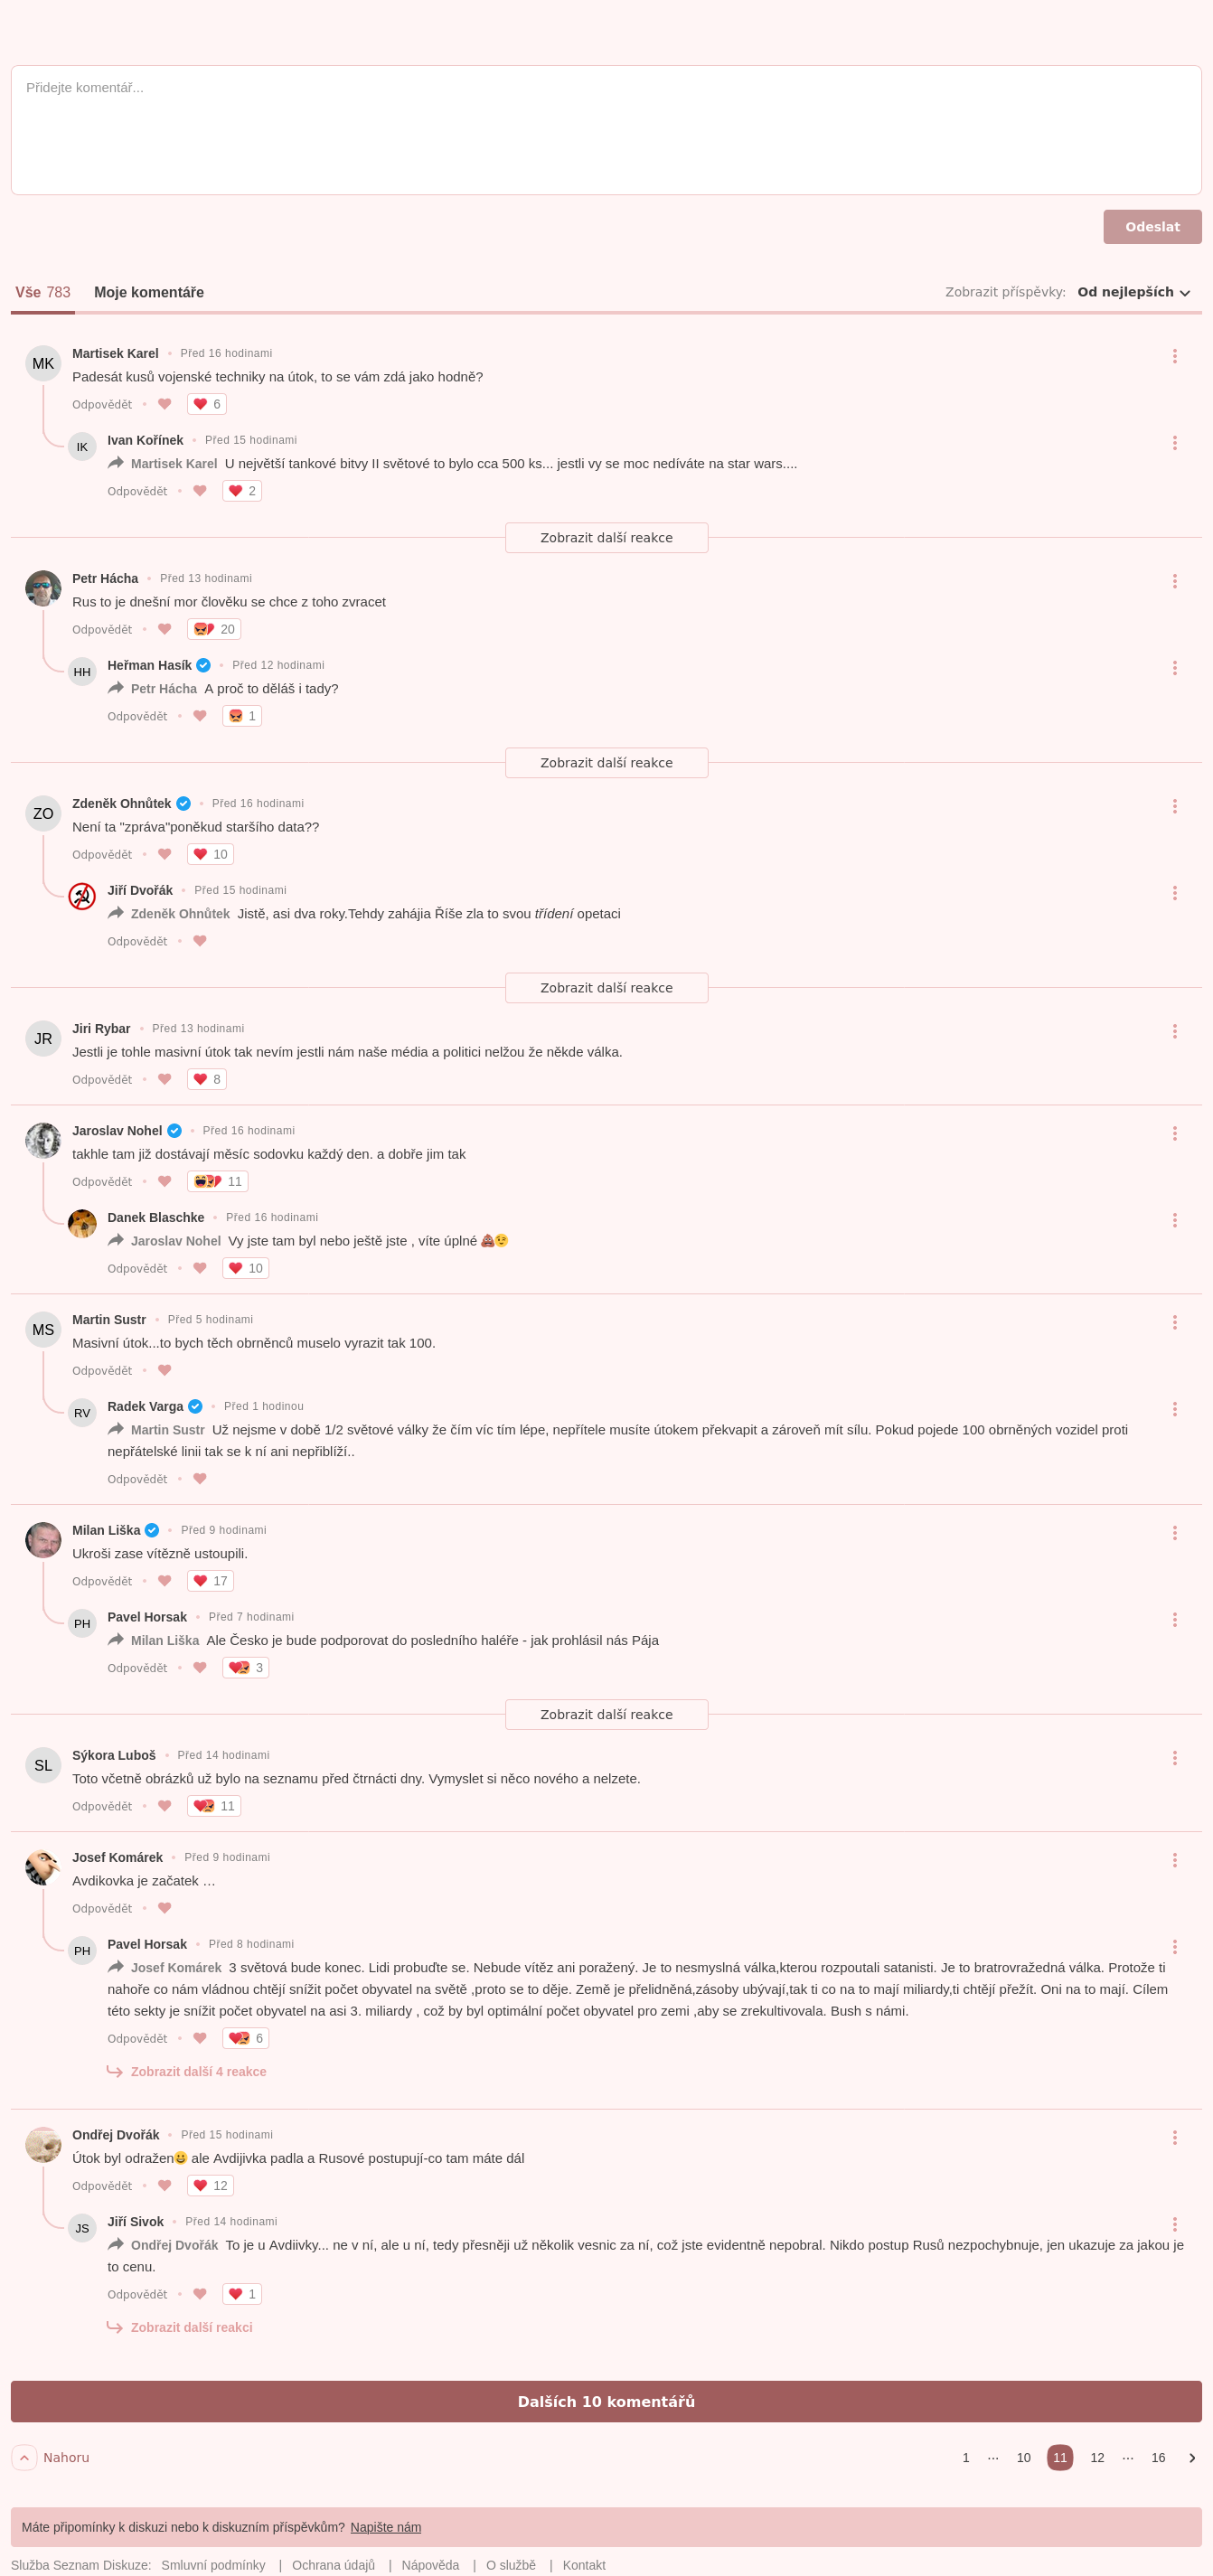 Přidejte komentář...
Odeslat
Vše 783 Moje komentáře Zobrazit příspěvky: Od nejlepších
MK Martisek Karel • Před 16 hodinami
Padesát kusů vojenské techniky na útok, to se vám zdá jako hodně?
Odpovědět • 6
IK Ivan Kořínek • Před 15 hodinami
Martisek Karel U největší tankové bitvy II světové to bylo cca 500 ks... jestli vy se moc nedíváte na star wars....
Odpovědět • 2
Zobrazit další reakce
Petr Hácha • Před 13 hodinami
Rus to je dnešní mor člověku se chce z toho zvracet
Odpovědět • 20
HH Heřman Hasík • Před 12 hodinami
Petr Hácha A proč to děláš i tady?
Odpovědět • 1
Zobrazit další reakce
ZO Zdeněk Ohnůtek • Před 16 hodinami
Není ta "zpráva"poněkud staršího data??
Odpovědět • 10
Jiří Dvořák • Před 15 hodinami
Zdeněk Ohnůtek Jistě, asi dva roky.Tehdy zahájia Říše zla to svou třídení opetaci
Odpovědět •
Zobrazit další reakce
JR Jiri Rybar • Před 13 hodinami
Jestli je tohle masivní útok tak nevím jestli nám naše média a politici nelžou že někde válka.
Odpovědět • 8
Jaroslav Nohel • Před 16 hodinami
takhle tam již dostávají měsíc sodovku každý den. a dobře jim tak
Odpovědět • 11
Danek Blaschke • Před 16 hodinami
Jaroslav Nohel Vy jste tam byl nebo ještě jste , víte úplné 💩😉
Odpovědět • 10
MS Martin Sustr • Před 5 hodinami
Masivní útok...to bych těch obrněnců muselo vyrazit tak 100.
Odpovědět •
RV Radek Varga • Před 1 hodinou
Martin Sustr Už nejsme v době 1/2 světové války že čím víc tím lépe, nepřítele musíte útokem překvapit a zároveň mít sílu. Pokud pojede 100 obrněných vozidel proti
nepřátelské linii tak se k ní ani nepřiblíží..
Odpovědět •
Milan Liška • Před 9 hodinami
Ukroši zase vítězně ustoupili.
Odpovědět • 17
PH Pavel Horsak • Před 7 hodinami
Milan Liška Ale Česko je bude podporovat do posledního haléře - jak prohlásil nás Pája
Odpovědět • 3
Zobrazit další reakce
SL Sýkora Luboš • Před 14 hodinami
Toto včetně obrázků už bylo na seznamu před čtrnácti dny. Vymyslet si něco nového a nelzete.
Odpovědět • 11
Josef Komárek • Před 9 hodinami
Avdikovka je začatek …
Odpovědět •
PH Pavel Horsak • Před 8 hodinami
Josef Komárek 3 světová bude konec. Lidi probuďte se. Nebude vítěz ani poražený. Je to nesmyslná válka,kterou rozpoutali satanisti. Je to bratrovražedná válka. Protože ti
nahoře co nám vládnou chtějí snížit počet obyvatel na světě ,proto se to děje. Země je přelidněná,zásoby ubývají,tak ti co na to mají miliardy,ti chtějí přežít. Oni na to mají. Cílem
této sekty je snížit počet obyvatel na asi 3. miliardy , což by byl optimální počet obyvatel pro zemi ,aby se zrekultivovala. Bush s námi.
Odpovědět • 6
Zobrazit další 4 reakce
Ondřej Dvořák • Před 15 hodinami
Útok byl odražen😀 ale Avdijivka padla a Rusové postupují-co tam máte dál
Odpovědět • 12
JS Jiří Sivok • Před 14 hodinami
Ondřej Dvořák To je u Avdiivky... ne v ní, ale u ní, tedy přesněji už několik vesnic za ní, což jste evidentně nepobral. Nikdo postup Rusů nezpochybnuje, jen ukazuje za jakou je
to cenu.
Odpovědět • 1
Zobrazit další reakci
Dalších 10 komentářů
Nahoru 1 ··· 10 11 12 ··· 16
Máte připomínky k diskuzi nebo k diskuzním příspěvkům? Napište nám
Služba Seznam Diskuze: Smluvní podmínky | Ochrana údajů | Nápověda | O službě | Kontakt